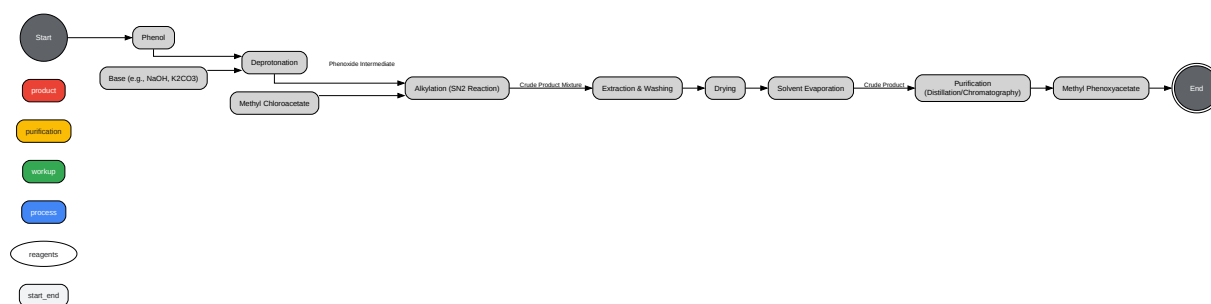 Start
Phenol
Base (e.g., NaOH, K2CO3)
Deprotonation
Phenoxide Intermediate
Methyl Chloroacetate
Alkylation (SN2 Reaction)
Crude Product Mixture
Extraction & Washing
Drying
Solvent Evaporation
Crude Product
Purification
(Distillation/Chromatography)
Methyl Phenoxyacetate
End
product
purification
workup
process
reagents
start_end